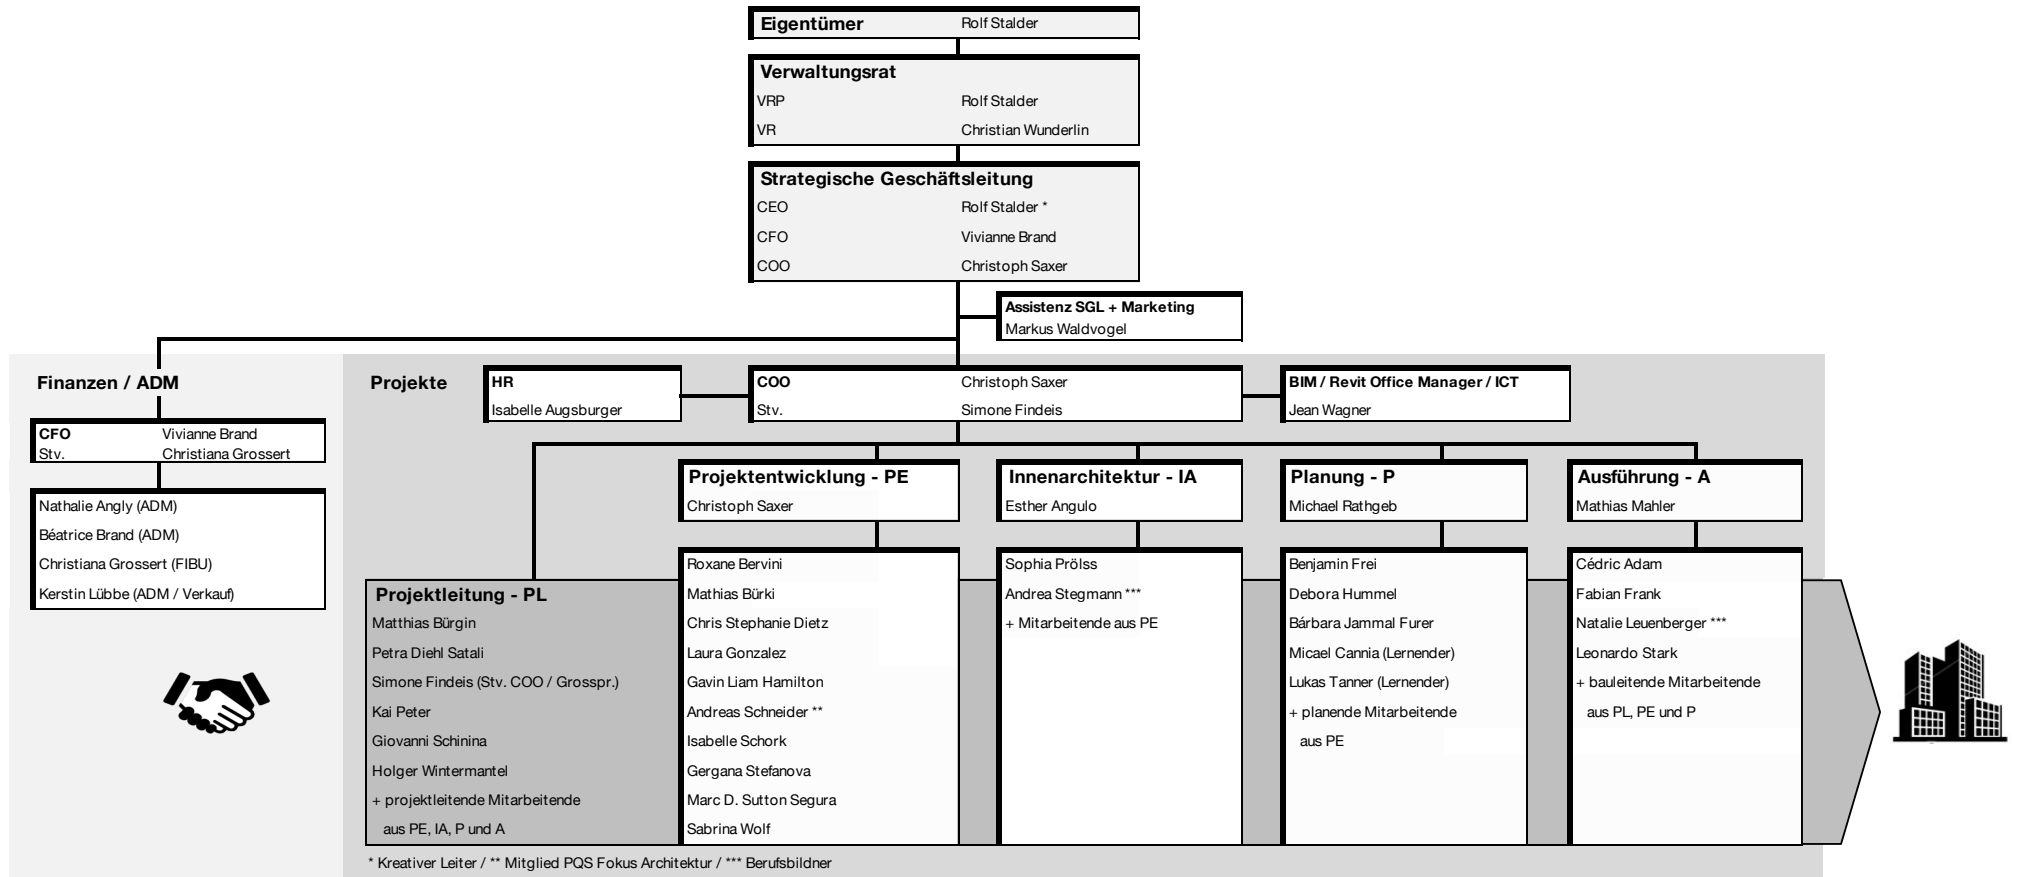 Eigentümer Rolf Stalder
Verwaltungsrat
VRP Rolf Stalder
VR Christian Wunderlin
Strategische Geschäftsleitung
CEO Rolf Stalder *
CFO Vivianne Brand
COO Christoph Saxer
Assistenz SGL + Marketing
Markus Waldvogel
Finanzen / ADM
CFO Vivianne Brand
Stv. Christiana Grossert
Nathalie Angly (ADM)
Béatrice Brand (ADM)
Christiana Grossert (FIBU)
Kerstin Lübbe (ADM / Verkauf)
Projekte
HR
Isabelle Augsburger
COO Christoph Saxer
Stv. Simone Findeis
BIM / Revit Office Manager / ICT
Jean Wagner
Projektleitung - PL
Matthias Bürgin
Petra Diehl Satali
Simone Findeis (Stv. COO / Grosspr.)
Kai Peter
Giovanni Schinina
Holger Wintermantel
+ projektleitende Mitarbeitende
aus PE, IA, P und A
Projektentwicklung - PE
Christoph Saxer
Roxane Bervini
Mathias Bürki
Chris Stephanie Dietz
Laura Gonzalez
Gavin Liam Hamilton
Andreas Schneider **
Isabelle Schork
Gergana Stefanova
Marc D. Sutton Segura
Sabrina Wolf
Innenarchitektur - IA
Esther Angulo
Sophia Prölss
Andrea Stegmann ***
+ Mitarbeitende aus PE
Planung - P
Michael Rathgeb
Benjamin Frei
Debora Hummel
Bárbara Jammal Furer
Micael Cannia (Lernender)
Lukas Tanner (Lernender)
+ planende Mitarbeitende
aus PE
Ausführung - A
Mathias Mahler
Cédric Adam
Fabian Frank
Natalie Leuenberger ***
Leonardo Stark
+ bauleitende Mitarbeitende
aus PL, PE und P
* Kreativer Leiter / ** Mitglied PQS Fokus Architektur / *** Berufsbildner